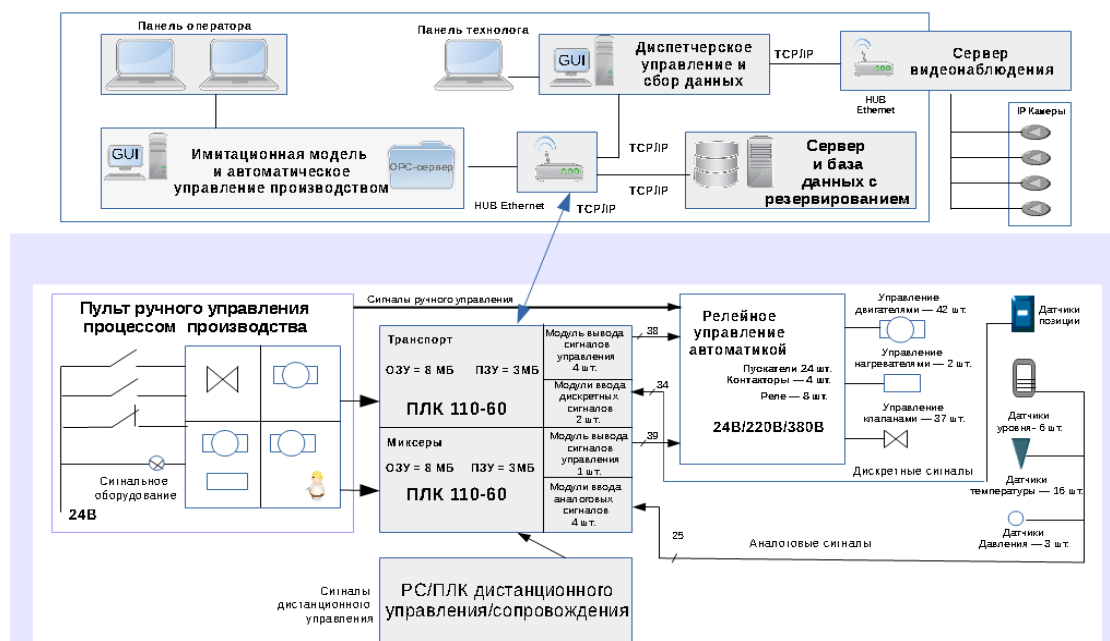 Панель оператора
Панель технолога
GUI
Диспетчерское
управление и
сбор данных
TCP/IP
Сервер
видеонаблюдения
HUB
Ethernet
IP Камеры
GUI
Имитационная модель
и автоматическое
управление производством
OPC-сервер
HUB Ethernet
TCP/IP
TCP/IP
TCP/IP
Сервер
и база
данных с
резервированием
Пульт ручного управления
процессом производства
Сигнальное
оборудование
24В
Сигналы ручного управления
Транспорт
ОЗУ = 8 МБ ПЗУ = 3МБ
ПЛК 110-60
Миксеры
ОЗУ = 8 МБ ПЗУ = 3МБ
ПЛК 110-60
Модуль вывода
сигналов
управления
4 шт.
Модули ввода
дискретных
сигналов
2 шт.
Модуль вывода
сигналов
управления
1 шт.
Модули ввода
аналоговых
сигналов
4 шт.
38
34
39
25
Релейное
управление
автоматикой
Пускатели 24 шт.
Контакторы — 4 шт.
Реле — 8 шт.
24В/220В/380В
Управление
двигателями — 42 шт.
Управление
нагревателями — 2 шт.
Управление
клапанами — 37 шт.
Дискретные сигналы
Датчики
позиции
Датчики
уровня- 6 шт.
Датчики
температуры — 16 шт.
Датчики
Давления — 3 шт.
Аналоговые сигналы
Сигналы
дистанционного
управления
РС/ПЛК дистанционного
управления/сопровождения